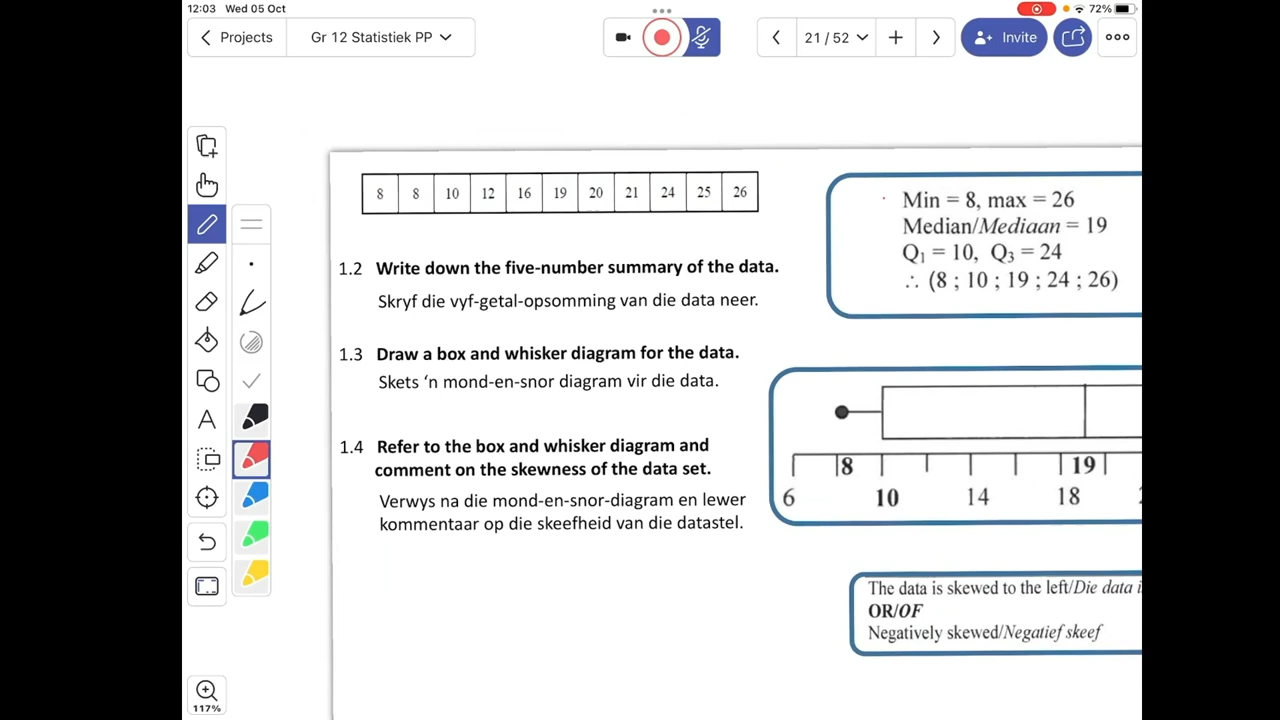 12:03 Wed 05 Oct
72%
Projects
Gr 12 Statistiek PP
21 / 52
Invite
8 8 10 12 16 19 20 21 24 25 26
Min = 8, max = 26
Median/Mediaan = 19
Q₁ = 10, Q₃ = 24
∴ (8 ; 10 ; 19 ; 24 ; 26)
1.2 Write down the five-number summary of the data.
Skryf die vyf-getal-opsomming van die data neer.
1.3 Draw a box and whisker diagram for the data.
Skets ‘n mond-en-snor diagram vir die data.
1.4 Refer to the box and whisker diagram and
comment on the skewness of the data set.
Verwys na die mond-en-snor-diagram en lewer
kommentaar op die skeefheid van die datastel.
8 19
6 10 14 18
The data is skewed to the left/Die data
OR/OF
Negatively skewed/Negatief skeef
A
117%